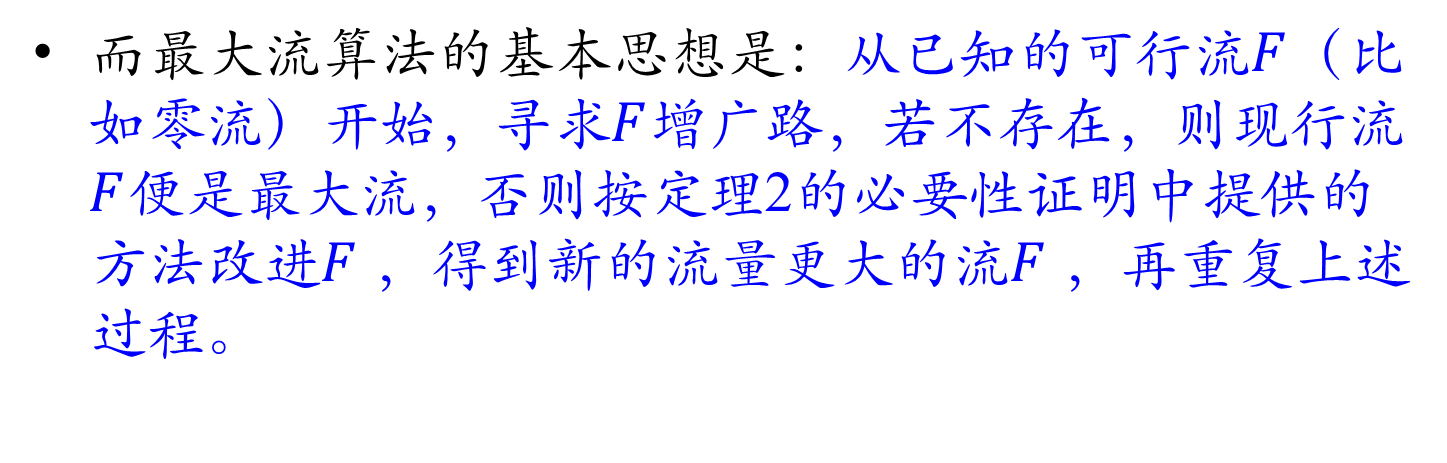 • 而最大流算法的基本思想是：从已知的可行流F（比
如零流）开始，寻求F增广路，若不存在，则现行流
F便是最大流，否则按定理2的必要性证明中提供的
方法改进F ，得到新的流量更大的流F ，再重复上述
过程。